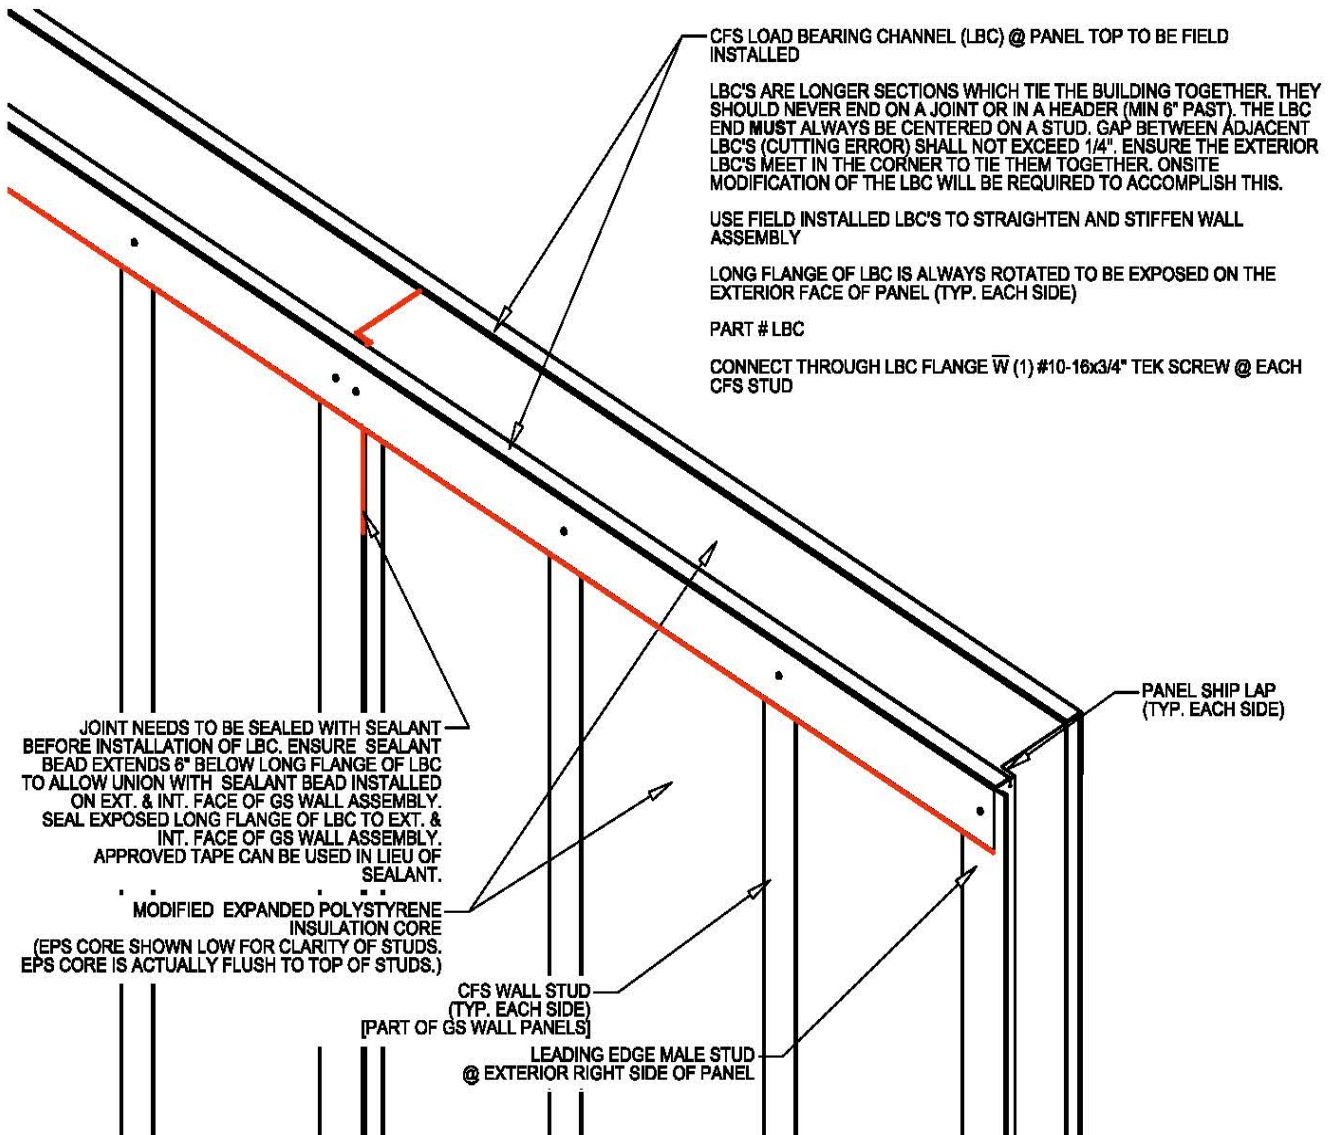 CFS LOAD BEARING CHANNEL (LBC) @ PANEL TOP TO BE FIELD
INSTALLED
LBC'S ARE LONGER SECTIONS WHICH TIE THE BUILDING TOGETHER. THEY
SHOULD NEVER END ON A JOINT OR IN A HEADER (MIN 6" PAST). THE LBC
END MUST ALWAYS BE CENTERED ON A STUD. GAP BETWEEN ADJACENT
LBC'S (CUTTING ERROR) SHALL NOT EXCEED 1/4". ENSURE THE EXTERIOR
LBC'S MEET IN THE CORNER TO TIE THEM TOGETHER. ONSITE
MODIFICATION OF THE LBC WILL BE REQUIRED TO ACCOMPLISH THIS.
USE FIELD INSTALLED LBC'S TO STRAIGHTEN AND STIFFEN WALL
ASSEMBLY
LONG FLANGE OF LBC IS ALWAYS ROTATED TO BE EXPOSED ON THE
EXTERIOR FACE OF PANEL (TYP. EACH SIDE)
PART # LBC
CONNECT THROUGH LBC FLANGE W̅ (1) #10-16x3/4" TEK SCREW @ EACH
CFS STUD
PANEL SHIP LAP
(TYP. EACH SIDE)
JOINT NEEDS TO BE SEALED WITH SEALANT
BEFORE INSTALLATION OF LBC. ENSURE SEALANT
BEAD EXTENDS 6" BELOW LONG FLANGE OF LBC
TO ALLOW UNION WITH SEALANT BEAD INSTALLED
ON EXT. & INT. FACE OF GS WALL ASSEMBLY.
SEAL EXPOSED LONG FLANGE OF LBC TO EXT. &
INT. FACE OF GS WALL ASSEMBLY.
APPROVED TAPE CAN BE USED IN LIEU OF
SEALANT.
MODIFIED EXPANDED POLYSTYRENE
INSULATION CORE
(EPS CORE SHOWN LOW FOR CLARITY OF STUDS.
EPS CORE IS ACTUALLY FLUSH TO TOP OF STUDS.)
CFS WALL STUD
(TYP. EACH SIDE)
[PART OF GS WALL PANELS]
LEADING EDGE MALE STUD
@ EXTERIOR RIGHT SIDE OF PANEL